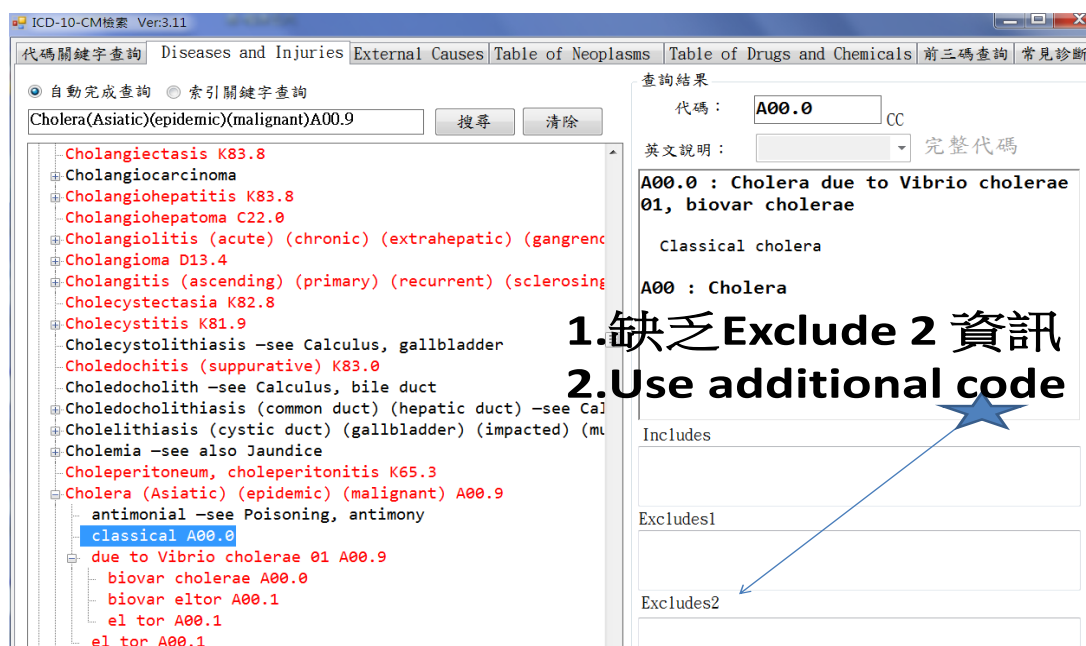 ICD-10-CM檢索 Ver:3.11
代碼關鍵字查詢 Diseases and Injuries External Causes Table of Neoplasms Table of Drugs and Chemicals 前三碼查詢 常見診斷
自動完成查詢 索引關鍵字查詢
Cholera(Asiatic)(epidemic)(malignant)A00.9 搜尋 清除
Cholangiectasis K83.8
Cholangiocarcinoma
Cholangiohepatitis K83.8
Cholangiohepatoma C22.0
Cholangiolitis (acute) (chronic) (extrahepatic) (gangreno
Cholangioma D13.4
Cholangitis (ascending) (primary) (recurrent) (sclerosing
Cholecystectasia K82.8
Cholecystitis K81.9
Cholecystolithiasis —see Calculus, gallbladder
Choledochitis (suppurative) K83.0
Choledocholith —see Calculus, bile duct
Choledocholithiasis (common duct) (hepatic duct) —see Cal
Cholelithiasis (cystic duct) (gallbladder) (impacted) (mu
Cholemia —see also Jaundice
Choleperitoneum, choleperitonitis K65.3
Cholera (Asiatic) (epidemic) (malignant) A00.9
antimonial —see Poisoning, antimony
classical A00.0
due to Vibrio cholerae 01 A00.9
biovar cholerae A00.0
biovar eltor A00.1
el tor A00.1
el tor A00.1
查詢結果
代碼： A00.0 CC
英文說明： 完整代碼
A00.0 : Cholera due to Vibrio cholerae
01, biovar cholerae
Classical cholera
A00 : Cholera
1.缺乏Exclude 2 資訊
2.Use additional code
Includes
Excludes1
Excludes2